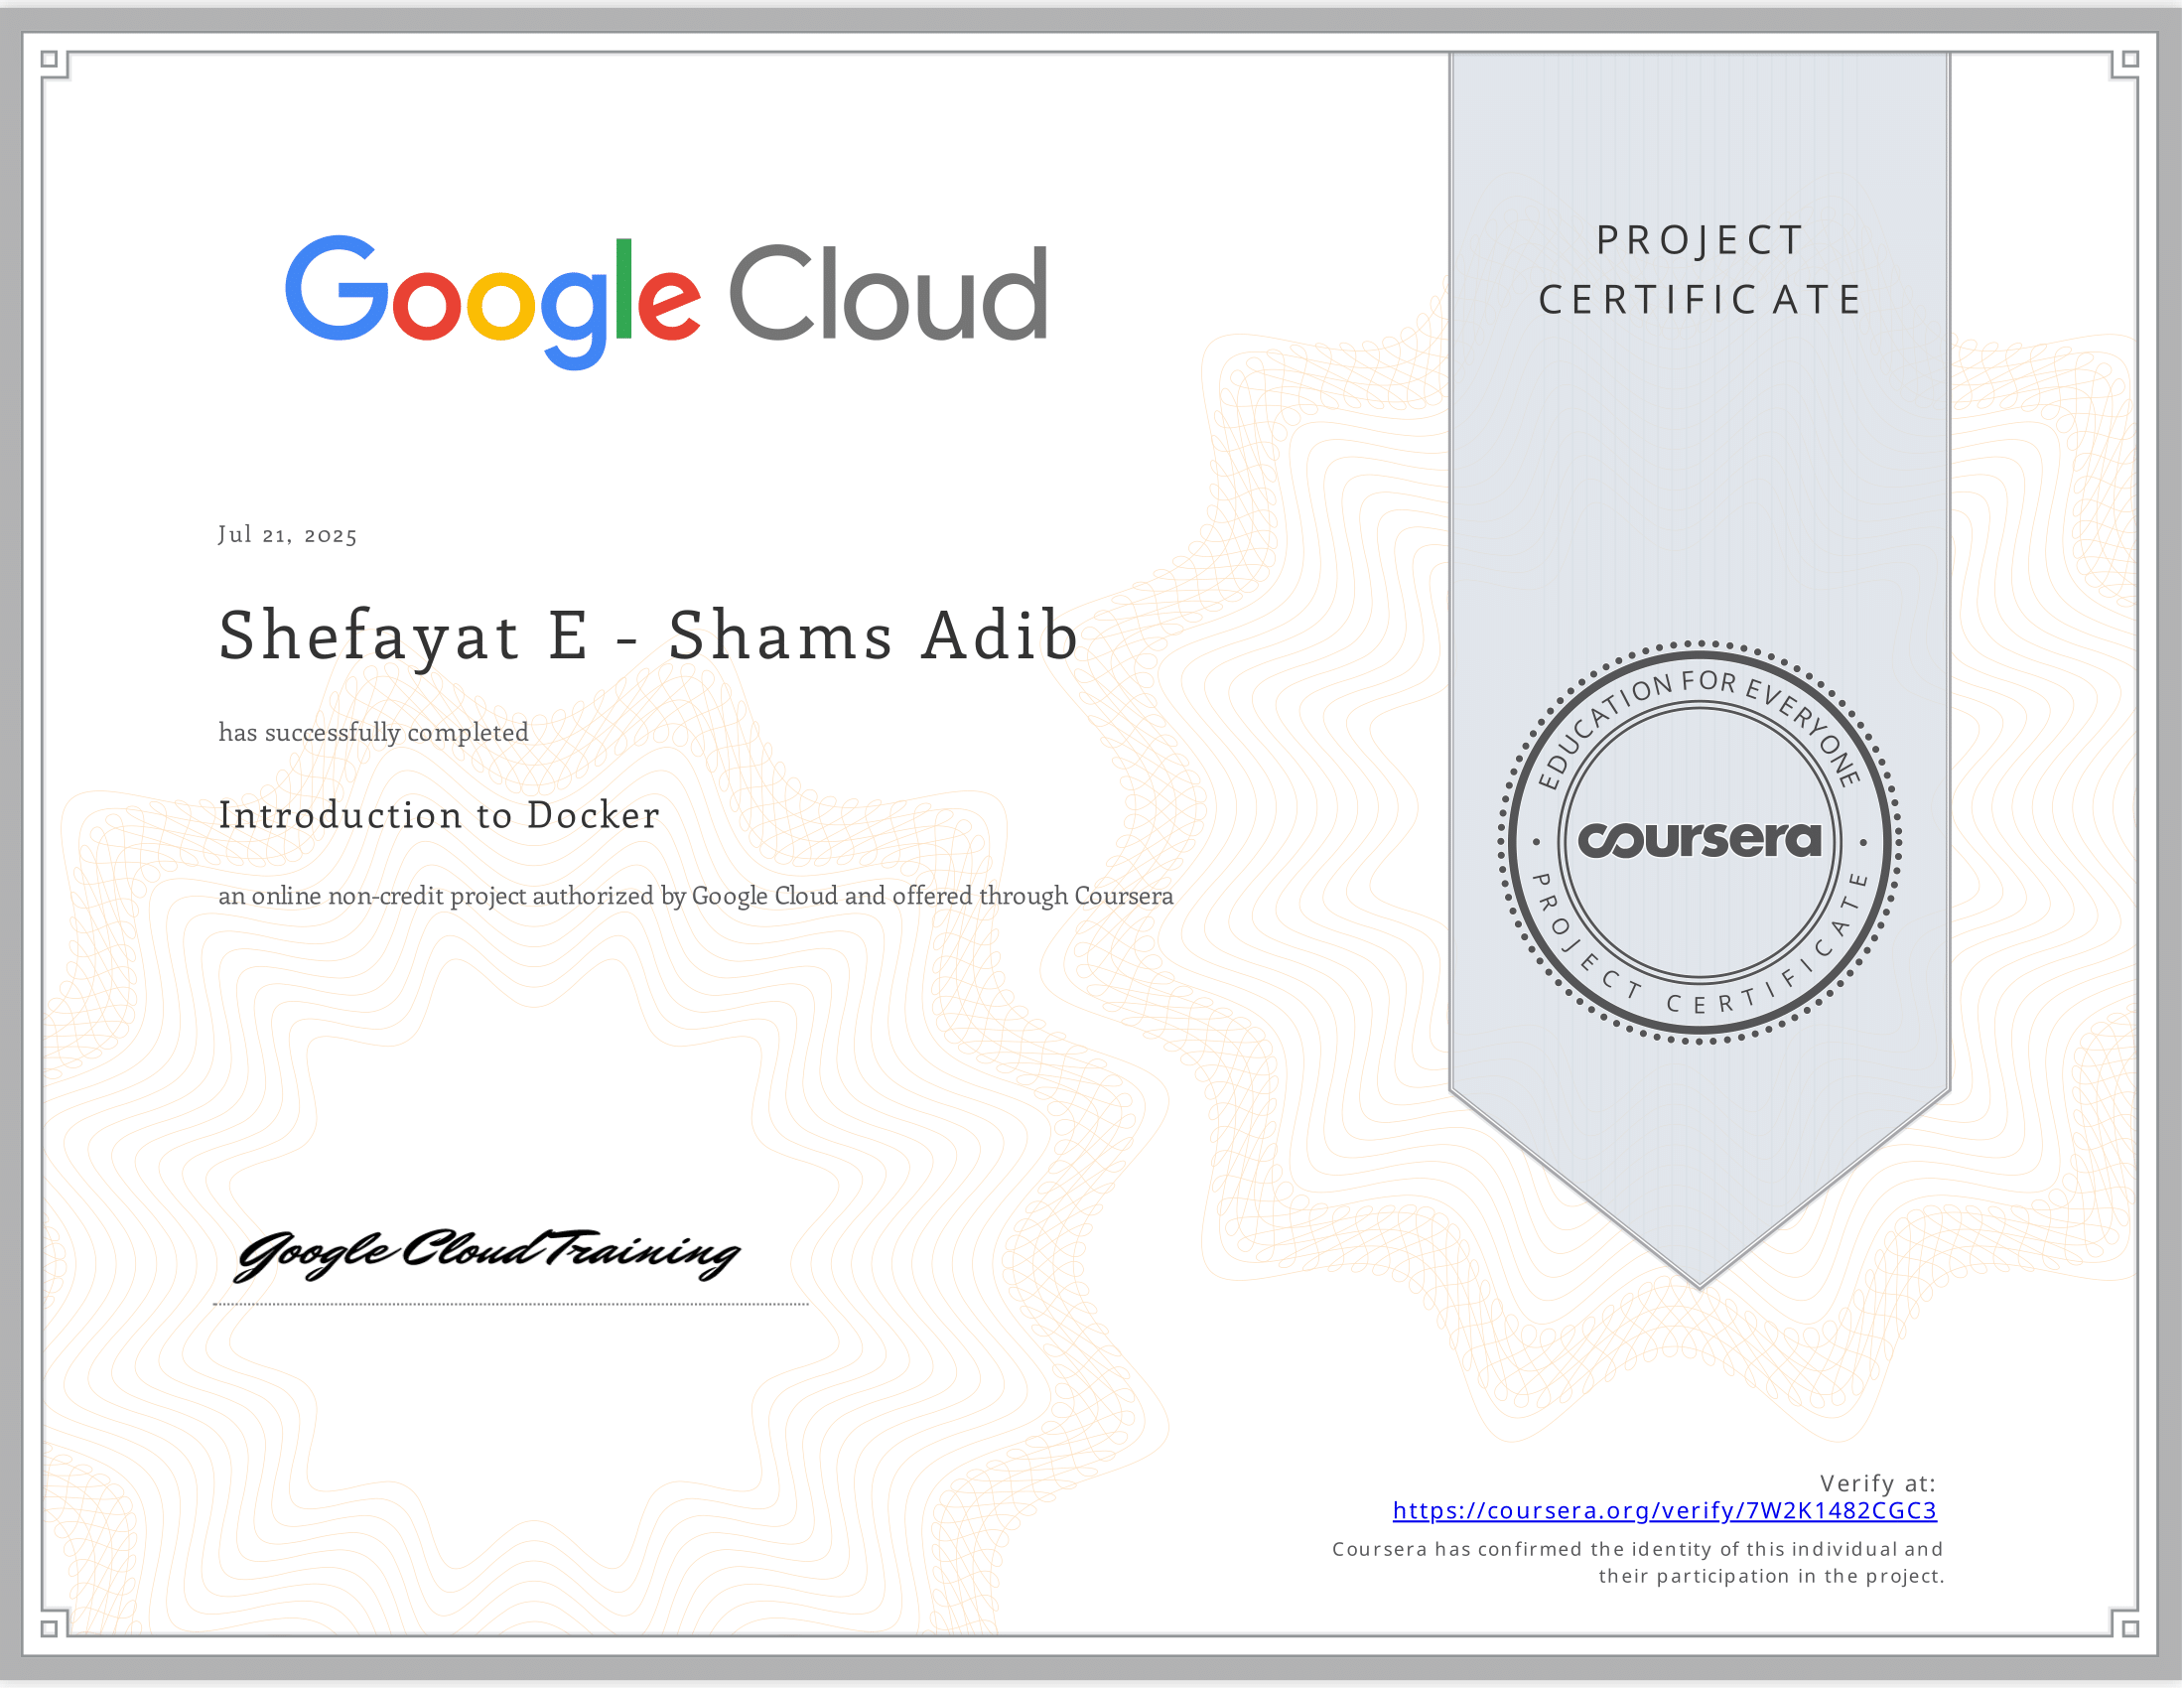 Google Cloud
Jul 21, 2025
Shefayat E - Shams Adib
has successfully completed
Introduction to Docker
an online non-credit project authorized by Google Cloud and offered through Coursera
Google Cloud Training
PROJECT
CERTIFICATE
EDUCATION FOR EVERYONE
coursera
PROJECT CERTIFICATE
Verify at:
https://coursera.org/verify/7W2K1482CGC3
Coursera has confirmed the identity of this individual and
their participation in the project.